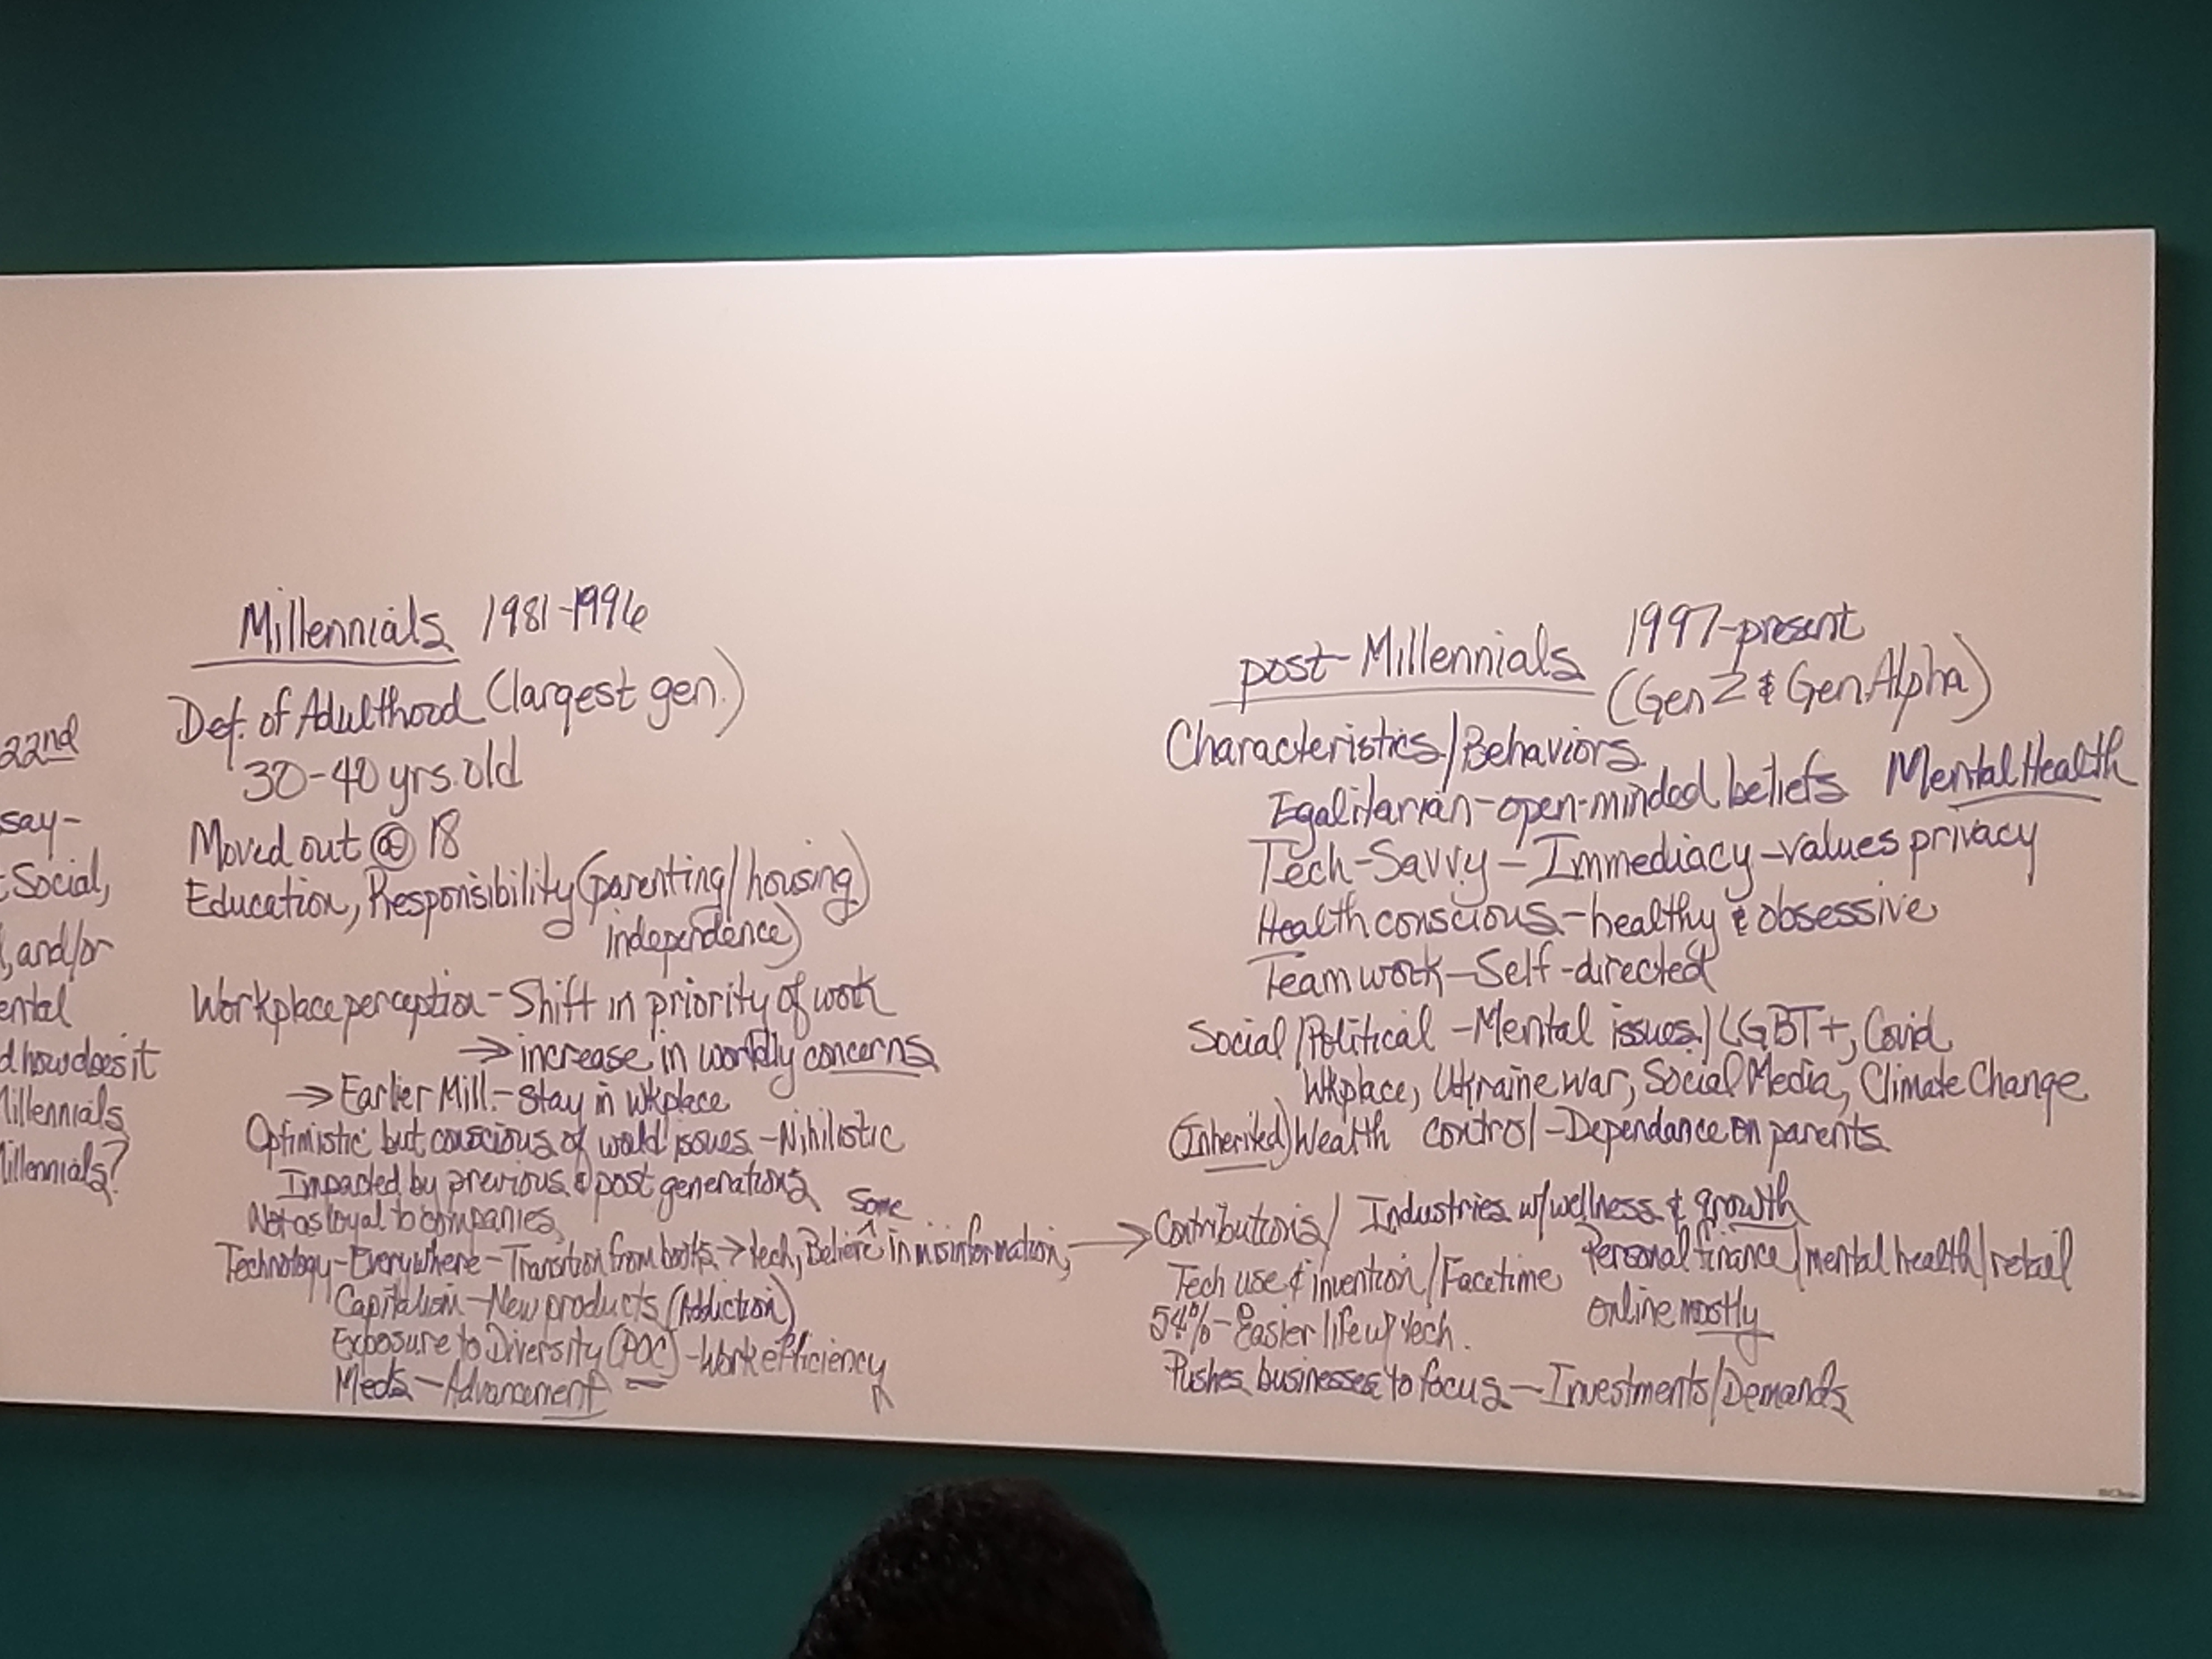 22nd
say-
Social,
, and/or
ental
d how does it
Millennials
Millennials?
Millennials 1981-1996
Def. of Adulthood (largest gen.)
30-40 yrs. old
Moved out @ 18
Education, Responsibility (parenting/housing)
independence)
Workplace perception - Shift in priority of work
→ increase in worldly concerns
→ Earlier Mill. - Stay in wkplace
Optimistic but conscious of world issues - Nihilistic
Impacted by previous & post generations
Not as loyal to companies,
some
Technology - Everywhere - Transition from books → tech, Believe ^ in misinformation, →
Capitalism - New products (Addiction)
Exposure to Diversity (POC) - Work efficiency
Meds - Advancement
post-Millennials 1997-present
(Gen Z & Gen Alpha)
Characteristics/Behaviors
Egalitarian - open-minded beliefs Mental Health
Tech-Savvy - Immediacy - values privacy
Health conscious - healthy & obsessive
Teamwork - Self-directed
Social/Political - Mental issues/LGBT+, Covid
Wkplace, Ukraine War, Social Media, Climate Change
(Inherited) Wealth control - Dependance on parents
Contributions/ Industries w/wellness & growth
Personal finance/mental health/retail
Tech use & invention/Facetime
online mostly
54% - Easier life w/ tech.
Pushes businesses to focus - Investments/Demands